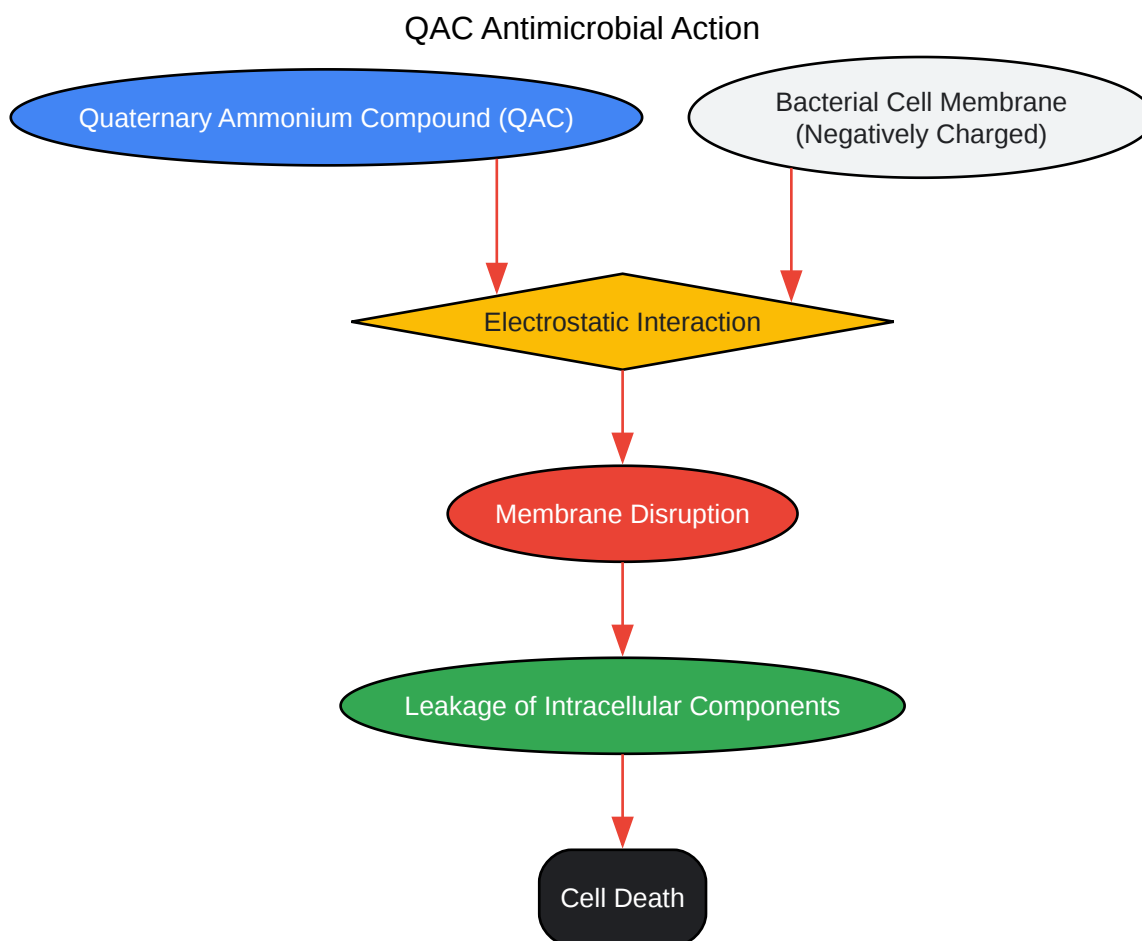 QAC Antimicrobial Action
Quaternary Ammonium Compound (QAC)
Bacterial Cell Membrane
(Negatively Charged)
Electrostatic Interaction
Membrane Disruption
Leakage of Intracellular Components
Cell Death